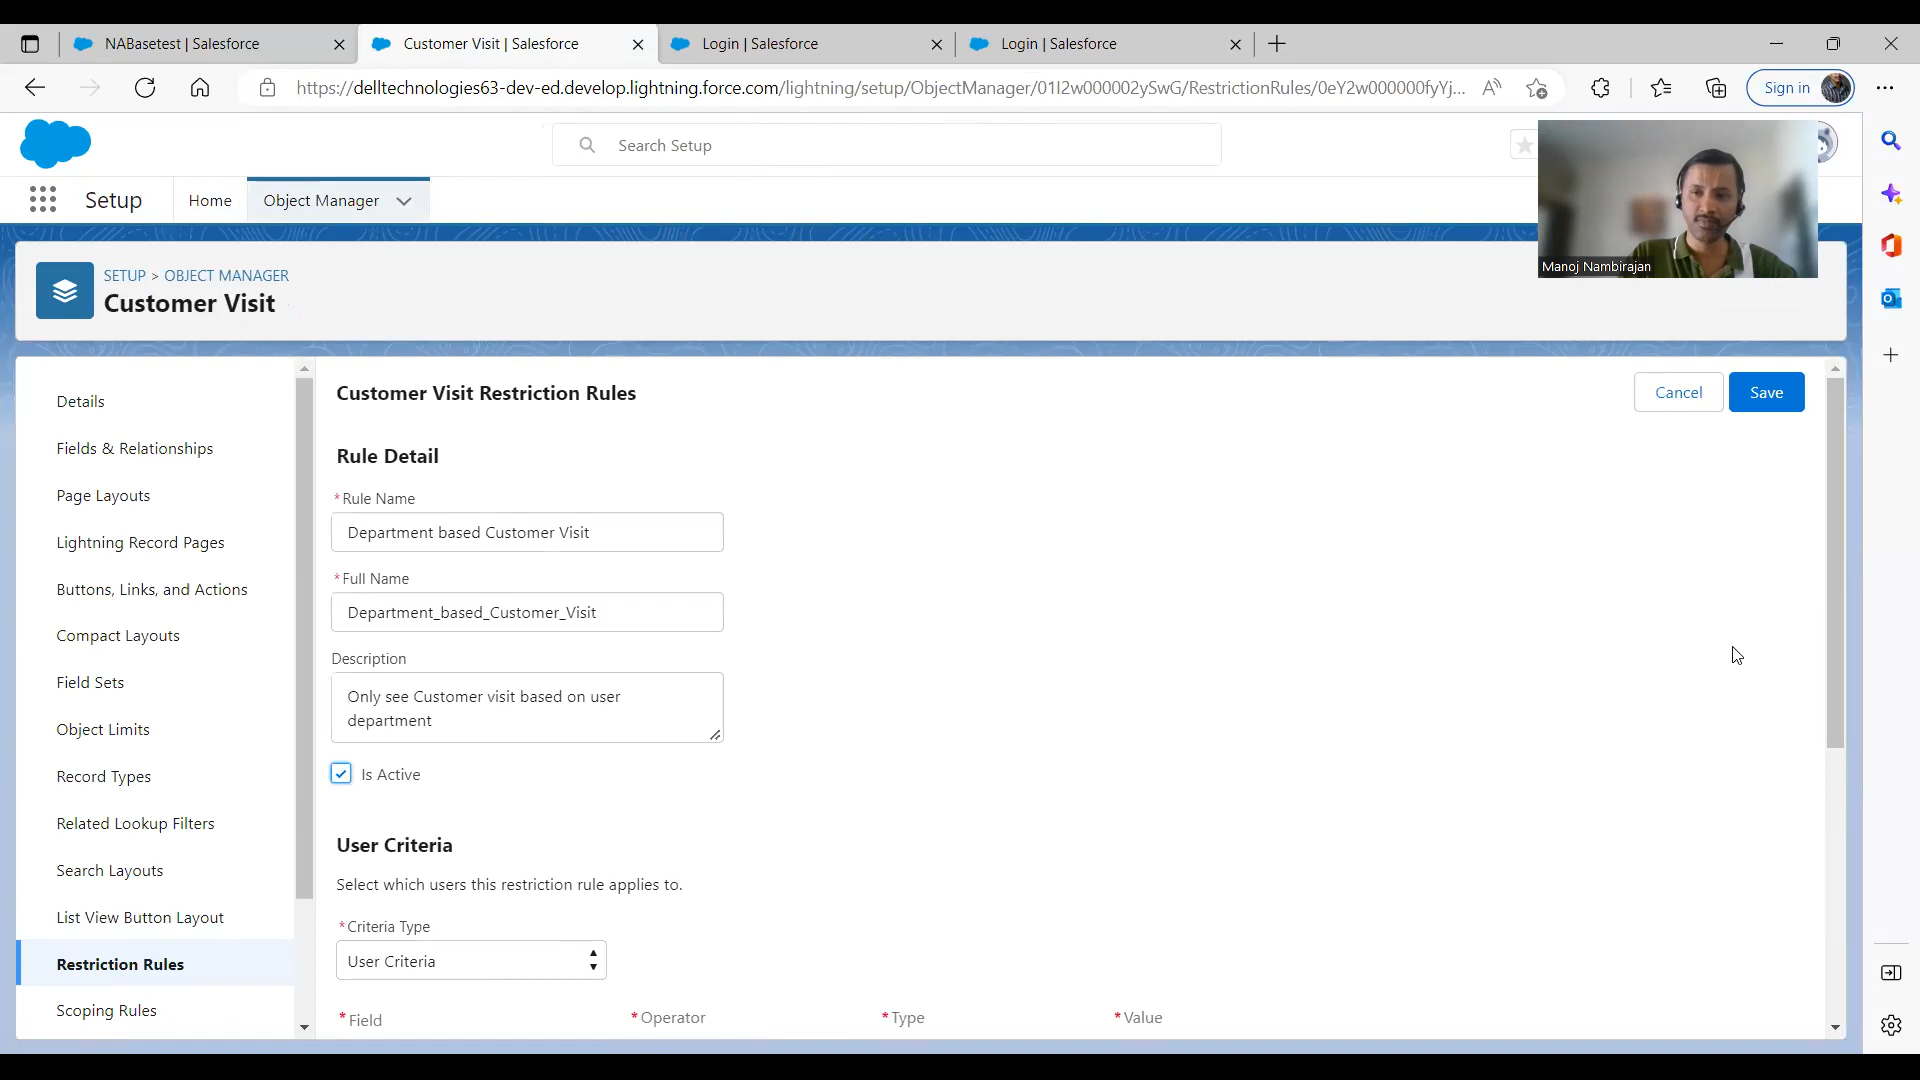 NABasetest | Salesforce
Customer Visit | Salesforce
Login | Salesforce
Login | Salesforce
https://delltechnologies63-dev-ed.develop.lightning.force.com/lightning/setup/ObjectManager/01I2w000002ySwG/RestrictionRules/0eY2w000000fyYj...
Sign in
Search Setup
Setup
Home
Object Manager
Manoj Nambirajan
SETUP > OBJECT MANAGER
Customer Visit
Details
Fields & Relationships
Page Layouts
Lightning Record Pages
Buttons, Links, and Actions
Compact Layouts
Field Sets
Object Limits
Record Types
Related Lookup Filters
Search Layouts
List View Button Layout
Restriction Rules
Scoping Rules
Customer Visit Restriction Rules
Cancel
Save
Rule Detail
*Rule Name
Department based Customer Visit
*Full Name
Department_based_Customer_Visit
Description
Only see Customer visit based on user
department
Is Active
User Criteria
Select which users this restriction rule applies to.
*Criteria Type
User Criteria
*Field
*Operator
*Type
*Value